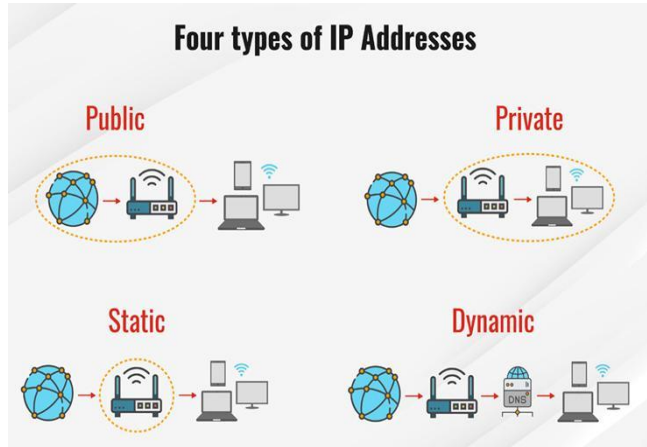 Four types of IP Addresses
Public
Private
Static
Dynamic
DNS